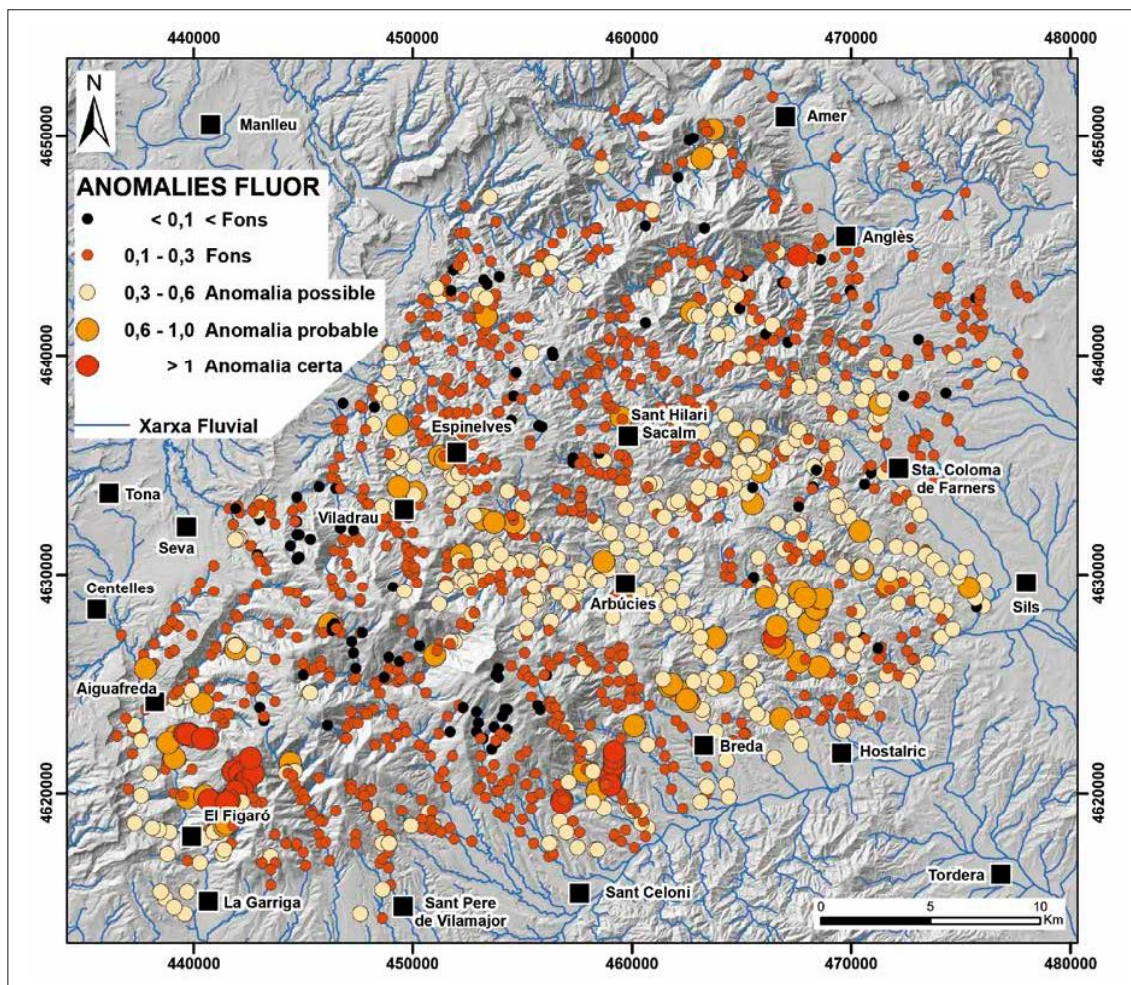 440000 450000 460000 470000 480000
N
4650000
4640000
4630000
4620000
4650000
4640000
4630000
4620000
Manlleu
Amer
ANOMALIES FLUOR
< 0,1 < Fons
0,1 - 0,3 Fons
0,3 - 0,6 Anomalia possible
0,6 - 1,0 Anomalia probable
> 1 Anomalia certa
Xarxa Fluvial
Anglès
Espinelves
Sant Hilari
Sacalm
Sta. Coloma
de Farners
Tona
Viladrau
Seva
Centelles
Arbúcies
Sils
Aiguafreda
Breda
Hostalric
El Figaró
La Garriga
Sant Pere
de Vilamajor
Sant Celoni
Tordera
0 5 10
Km
440000 450000 460000 470000 480000